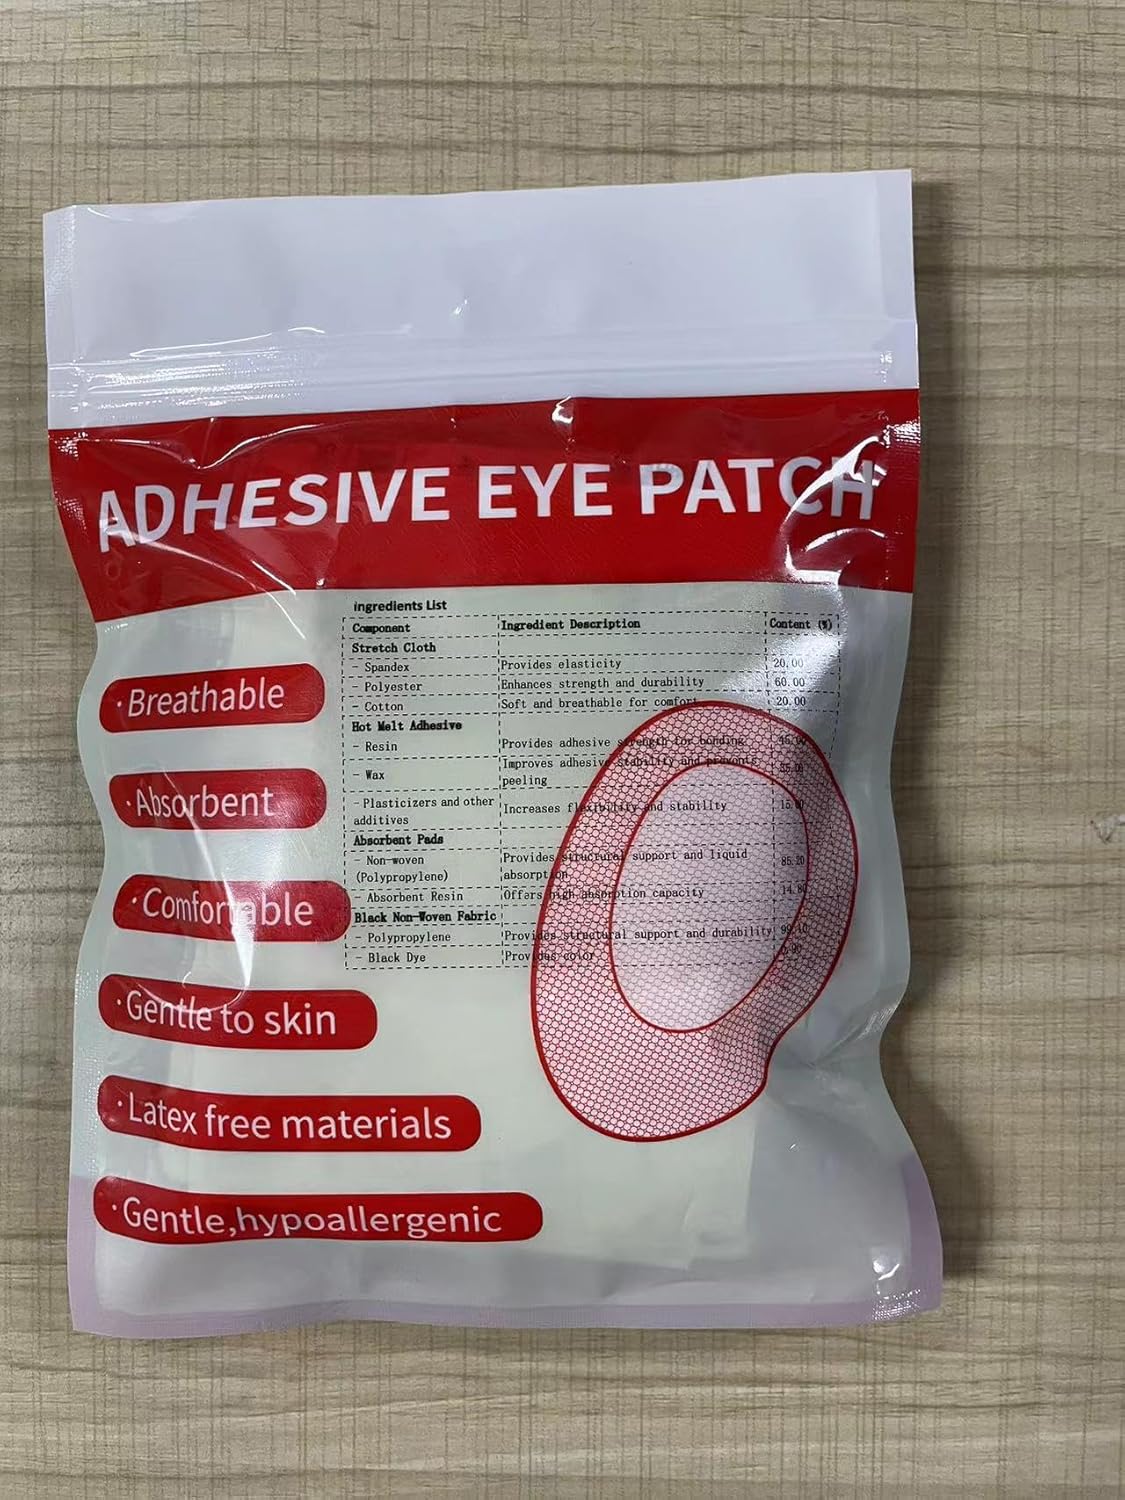 ADHESIVE EYE PATCH
ingredients List
Component Ingredient Description Content (%)
Stretch Cloth
- Spandex Provides elasticity 20.00
- Polyester Enhances strength and durability 60.00
- Cotton Soft and breathable for comfort 20.00
Hot Melt Adhesive
- Resin Provides adhesive strength for bonding
- Wax Improves adhesive stability and prevents
peeling
- Plasticizers and other
additives Increases flexibility and stability
Absorbent Pads
- Non-woven Provides structural support and liquid 85.20
(Polypropylene) absorption
- Absorbent Resin Offers high absorption capacity 14.80
Black Non-Woven Fabric
- Polypropylene Provides structural support and durability 99.10
- Black Dye Provides color
·Breathable
·Absorbent
·Comfortable
·Gentle to skin
·Latex free materials
·Gentle,hypoallergenic